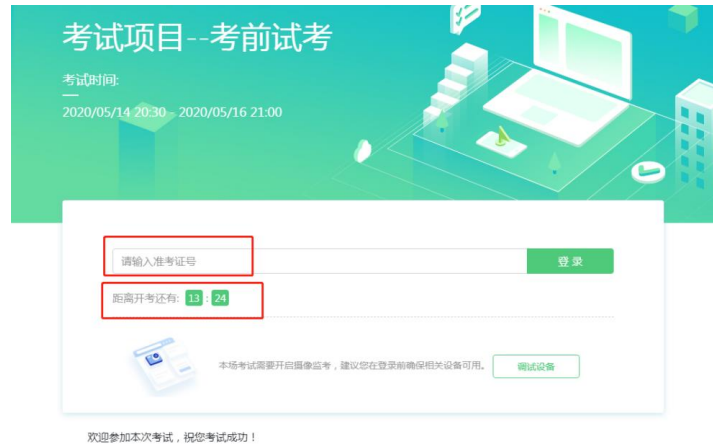 考试项目--考前试考
考试时间:
2020/05/14 20:30 - 2020/05/16 21:00
请输入准考证号
登录
距离开考还有: 13 : 24
本场考试需要开启摄像监考，建议您在登录前确保相关设备可用。
调试设备
欢迎参加本次考试，祝您考试成功！